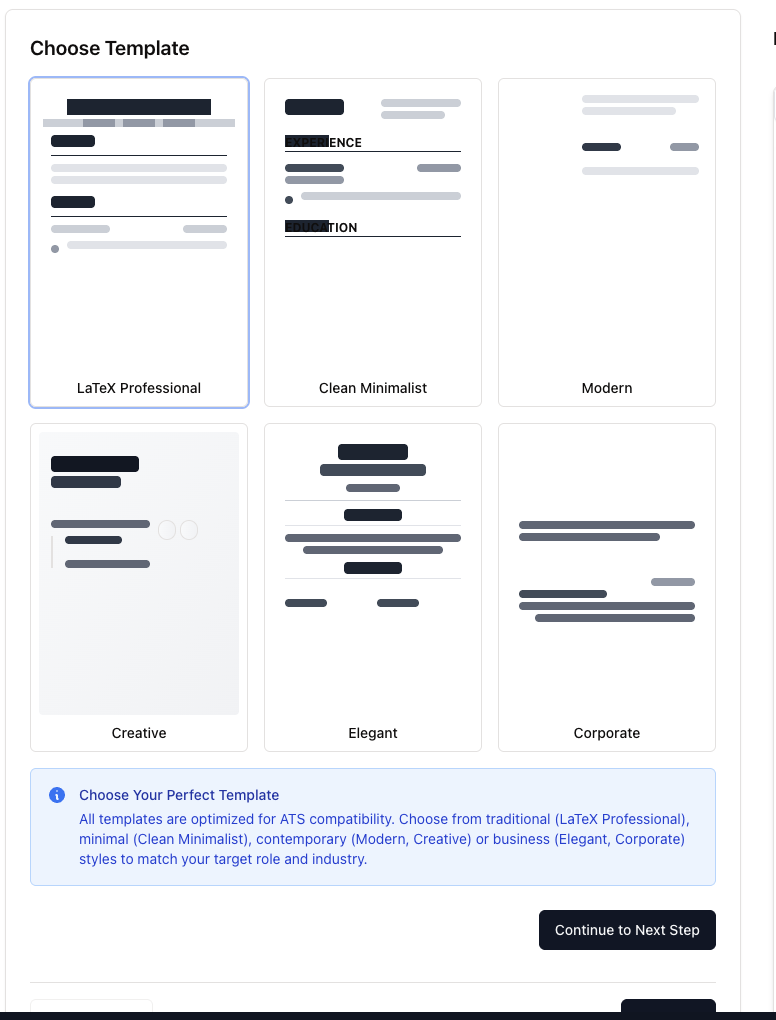 Choose Template
EXPERIENCE
EDUCATION
LaTeX Professional
Clean Minimalist
Modern
Creative
Elegant
Corporate
Choose Your Perfect Template
All templates are optimized for ATS compatibility. Choose from traditional (LaTeX Professional),
minimal (Clean Minimalist), contemporary (Modern, Creative) or business (Elegant, Corporate)
styles to match your target role and industry.
Continue to Next Step